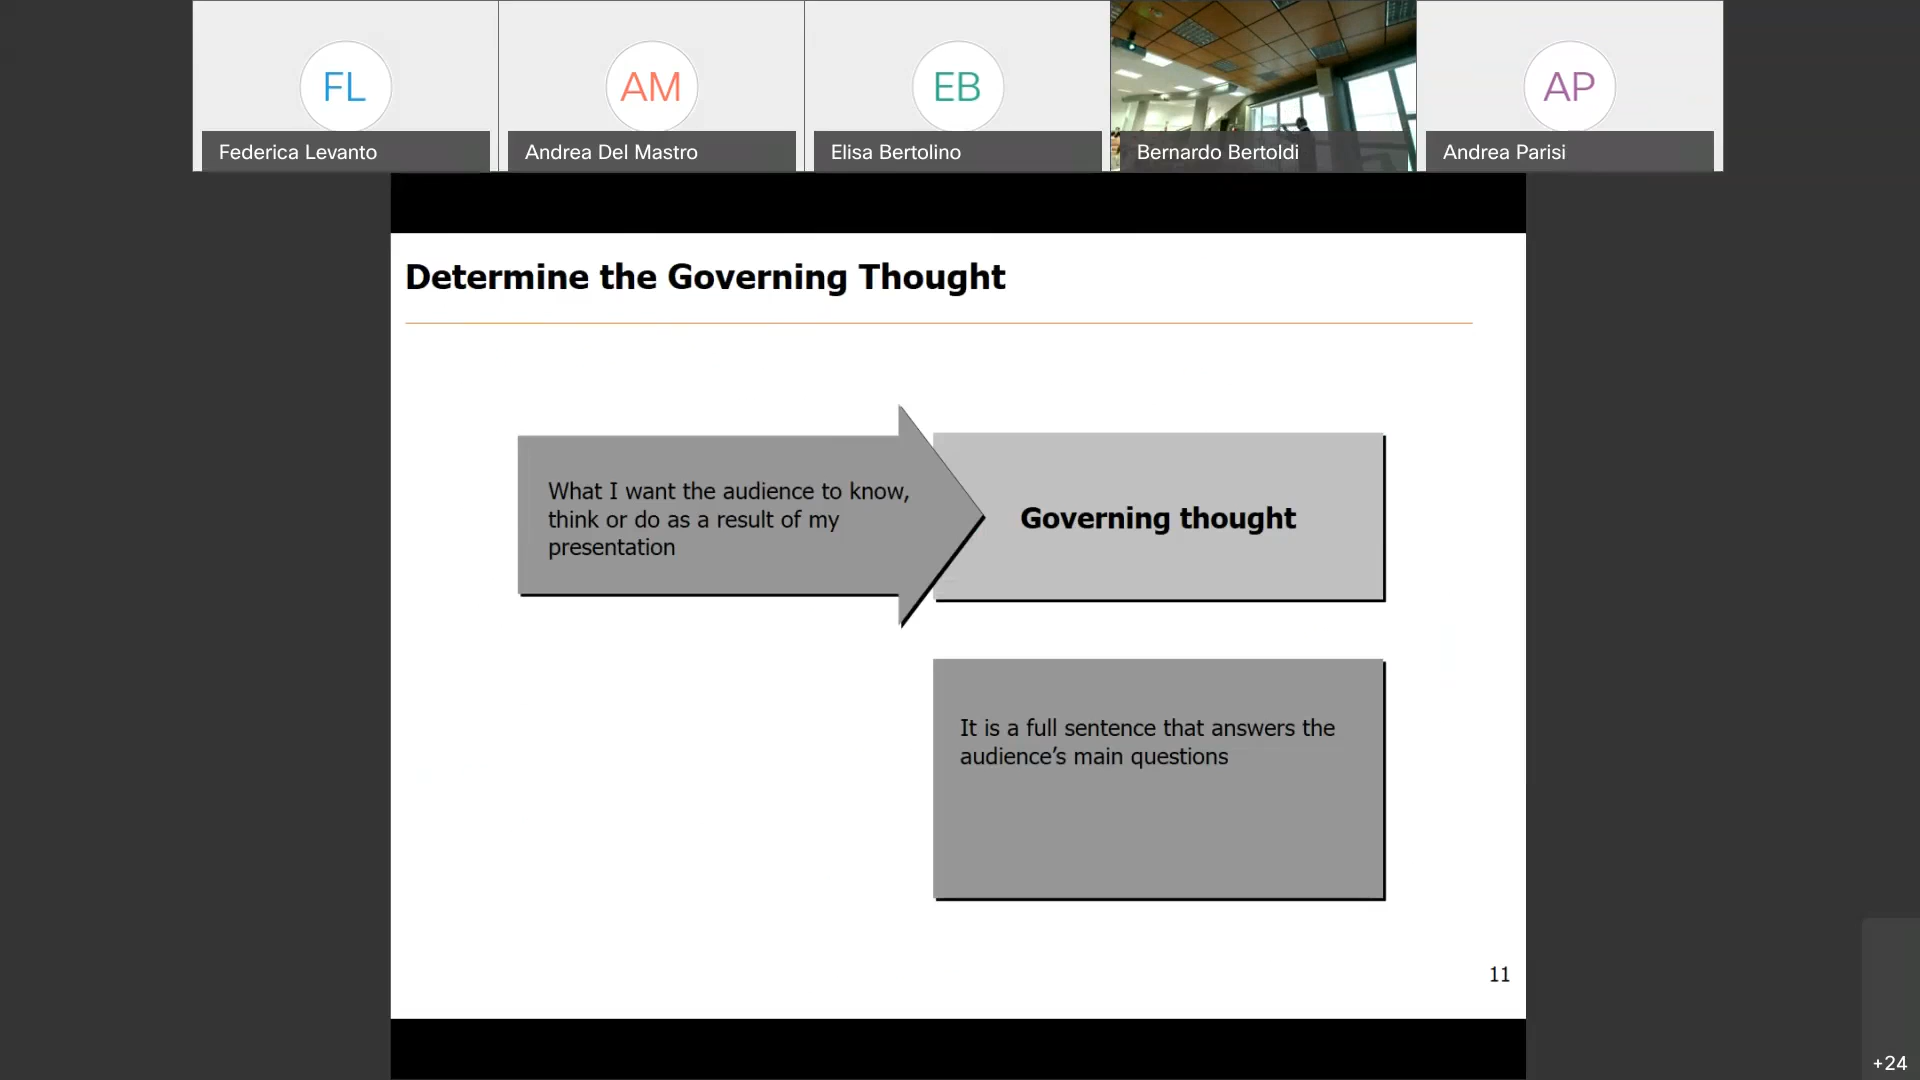 FL
AM
EB
AP
Federica Levanto
Andrea Del Mastro
Elisa Bertolino
Bernardo Bertoldi
Andrea Parisi
Determine the Governing Thought
What I want the audience to know,
think or do as a result of my
presentation
Governing thought
It is a full sentence that answers the
audience’s main questions
11
+24